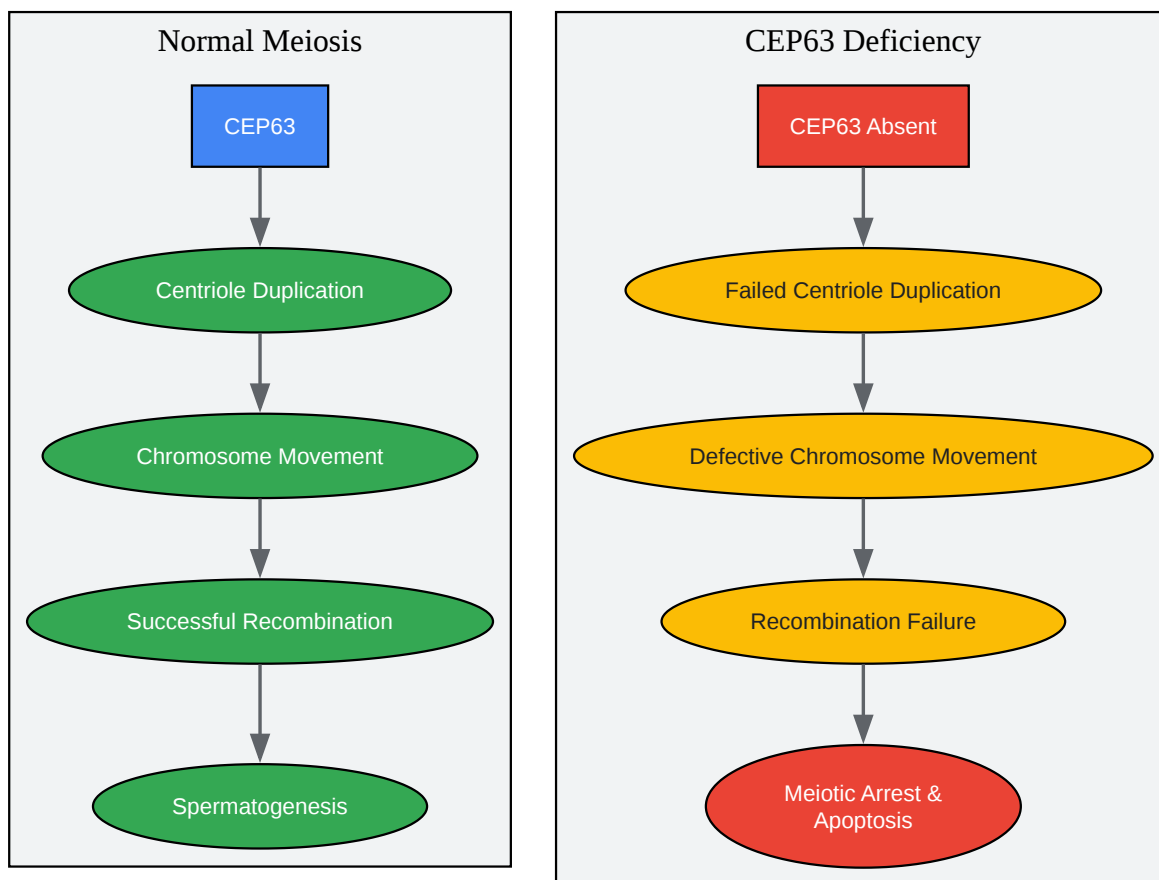 Normal Meiosis
CEP63
Centriole Duplication
Chromosome Movement
Successful Recombination
Spermatogenesis
CEP63 Deficiency
CEP63 Absent
Failed Centriole Duplication
Defective Chromosome Movement
Recombination Failure
Meiotic Arrest &
Apoptosis